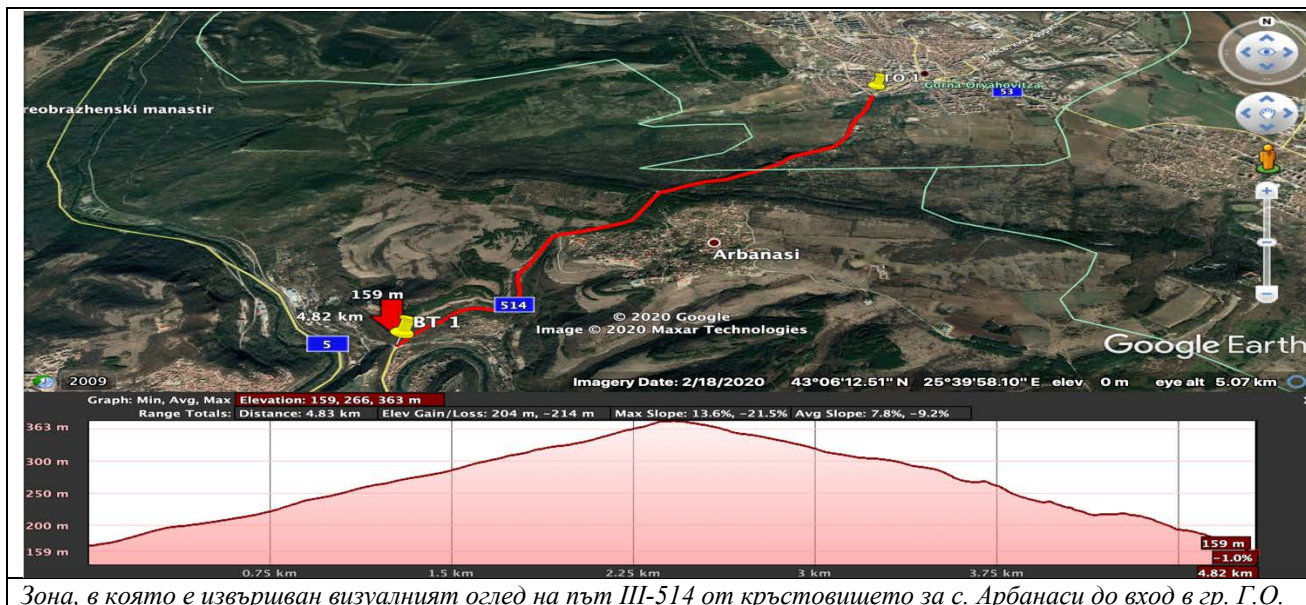 N
TO 1
Gorna Oryahovitza
53
reobrazhenski manastir
Arbanasi
159 m
4.82 km
BT 1
514
5
© 2020 Google
Image © 2020 Maxar Technologies
Google Earth
2009
Imagery Date: 2/18/2020 43°06'12.51" N 25°39'58.10" E elev 0 m eye alt 5.07 km
Graph: Min, Avg, Max Elevation: 159, 266, 363 m
Range Totals: Distance: 4.83 km Elev Gain/Loss: 204 m, -214 m Max Slope: 13.6%, -21.5% Avg Slope: 7.8%, -9.2%
363 m
300 m
250 m
200 m
159 m
159 m
-1.0%
0.75 km 1.5 km 2.25 km 3 km 3.75 km 4.82 km
Зона, в която е извършван визуалният оглед на път III-514 от кръстовището за с. Арбанаси до вход в гр. Г.О.